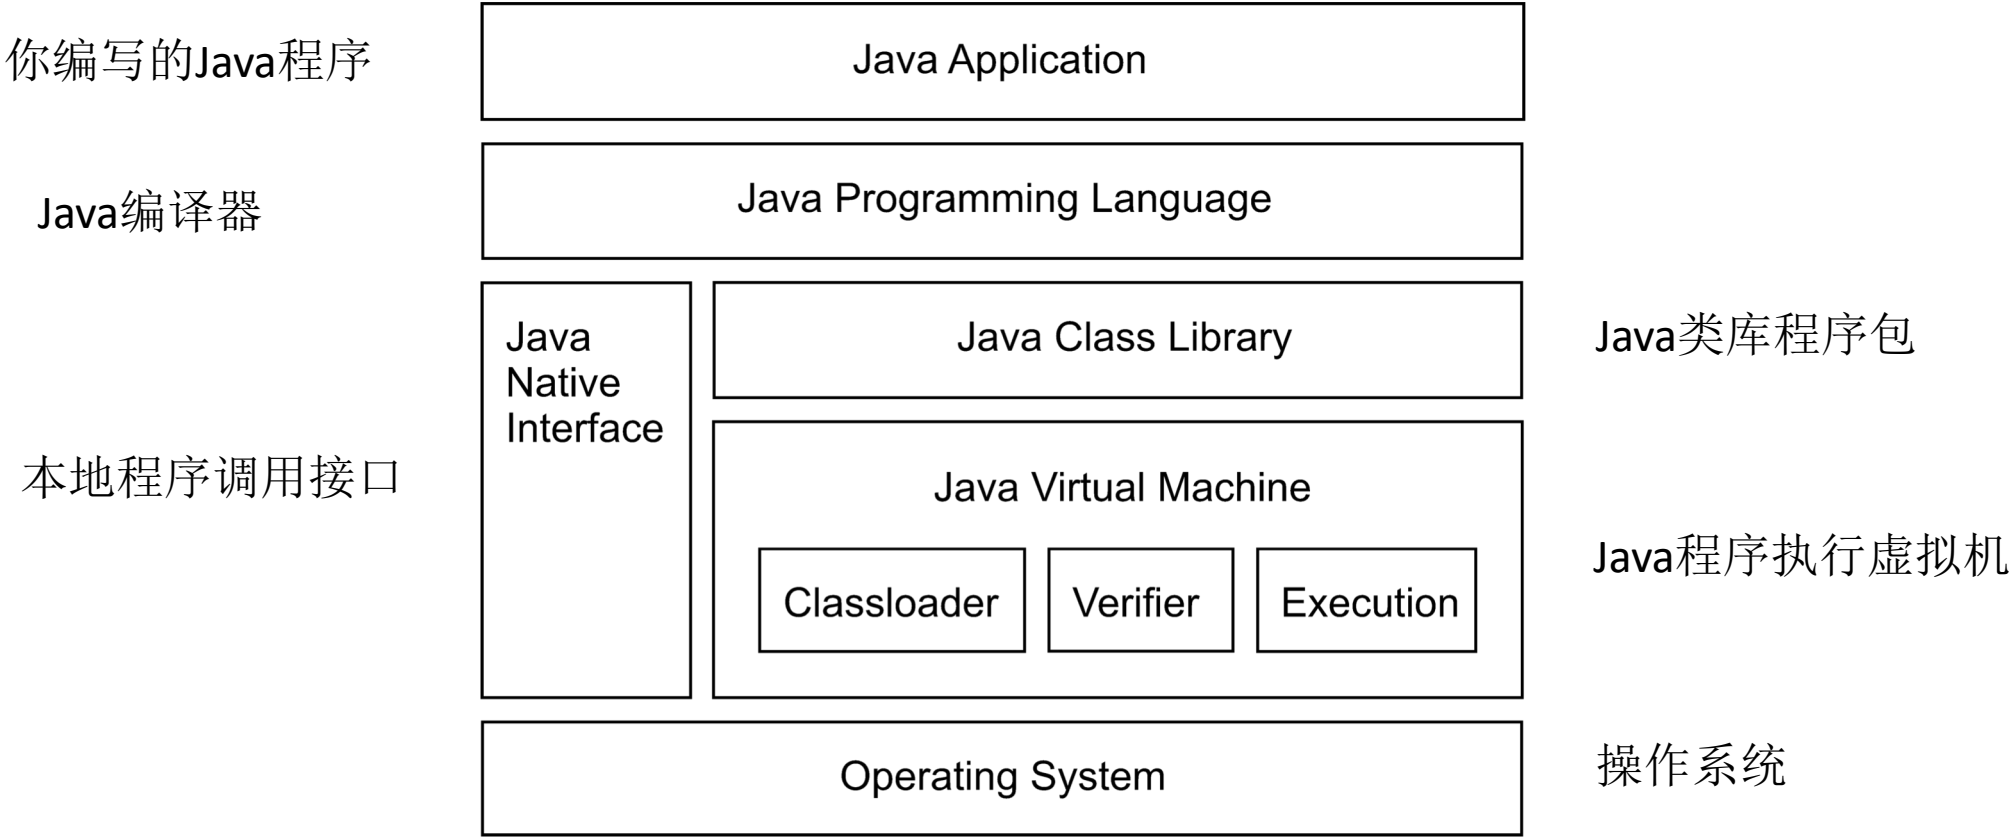 你编写的Java程序
Java Application
Java编译器
Java Programming Language
本地程序调用接口
Java
Native
Interface
Java Class Library
Java类库程序包
Java Virtual Machine
Classloader
Verifier
Execution
Java程序执行虚拟机
Operating System
操作系统